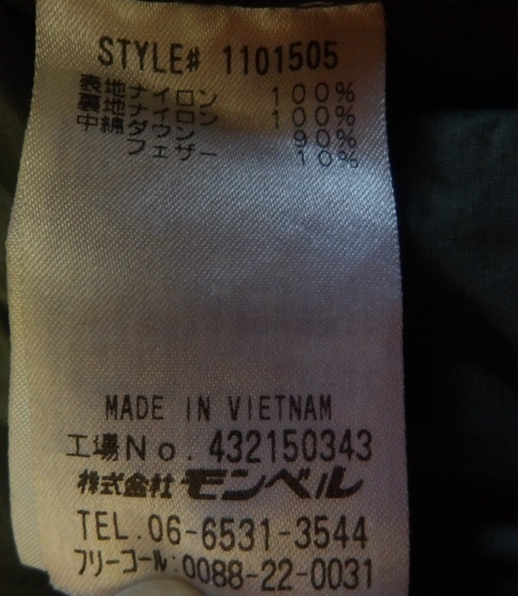 STYLE# 1101505
表地ナイロン 100%
裏地ナイロン 100%
中綿ダウン 90%
フェザー 10%
MADE IN VIETNAM
工場No. 432150343
株式会社 モンベル
TEL.06-6531-3544
フリーコール:0088-22-0031